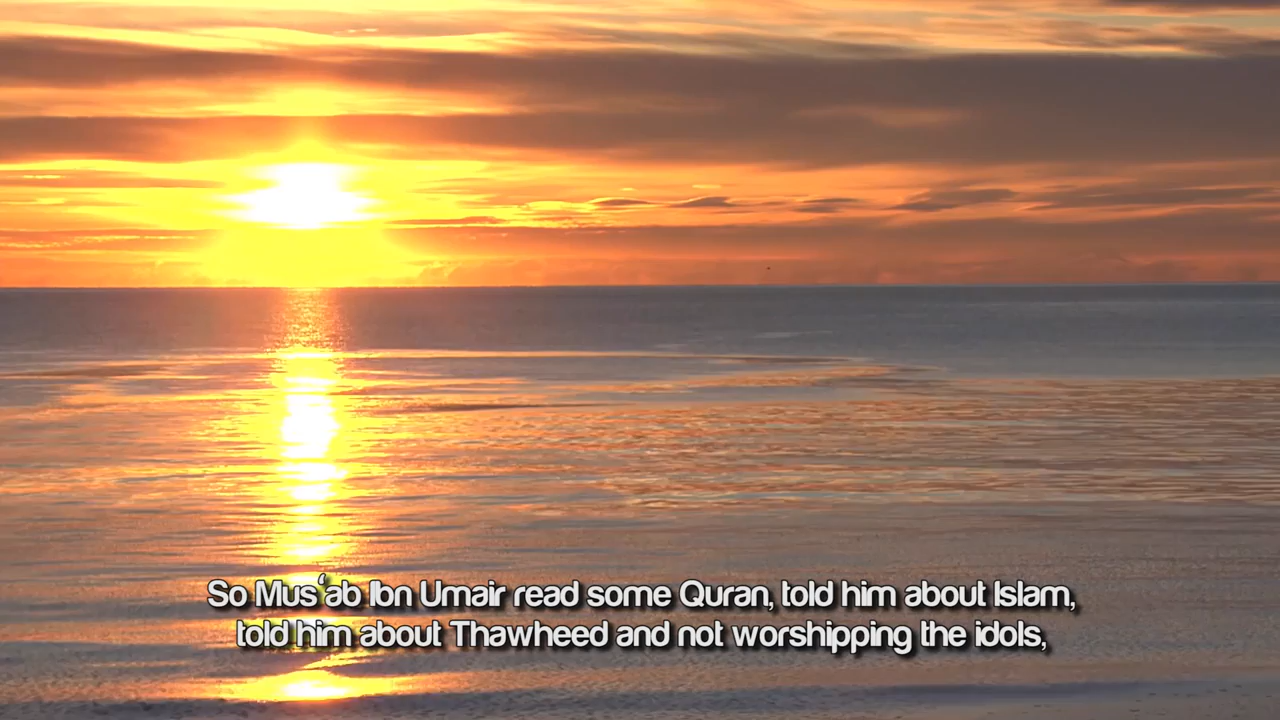 So Mus‘ab Ibn Umair read some Quran, told him about Islam,
told him about Thawheed and not worshipping the idols,